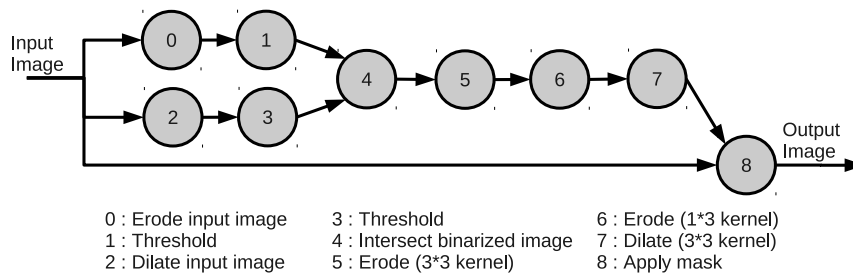 Input
Image
0
1
2
3
4
5
6
7
8
Output
Image
0 : Erode input image
1 : Threshold
2 : Dilate input image
3 : Threshold
4 : Intersect binarized image
5 : Erode (3*3 kernel)
6 : Erode (1*3 kernel)
7 : Dilate (3*3 kernel)
8 : Apply mask